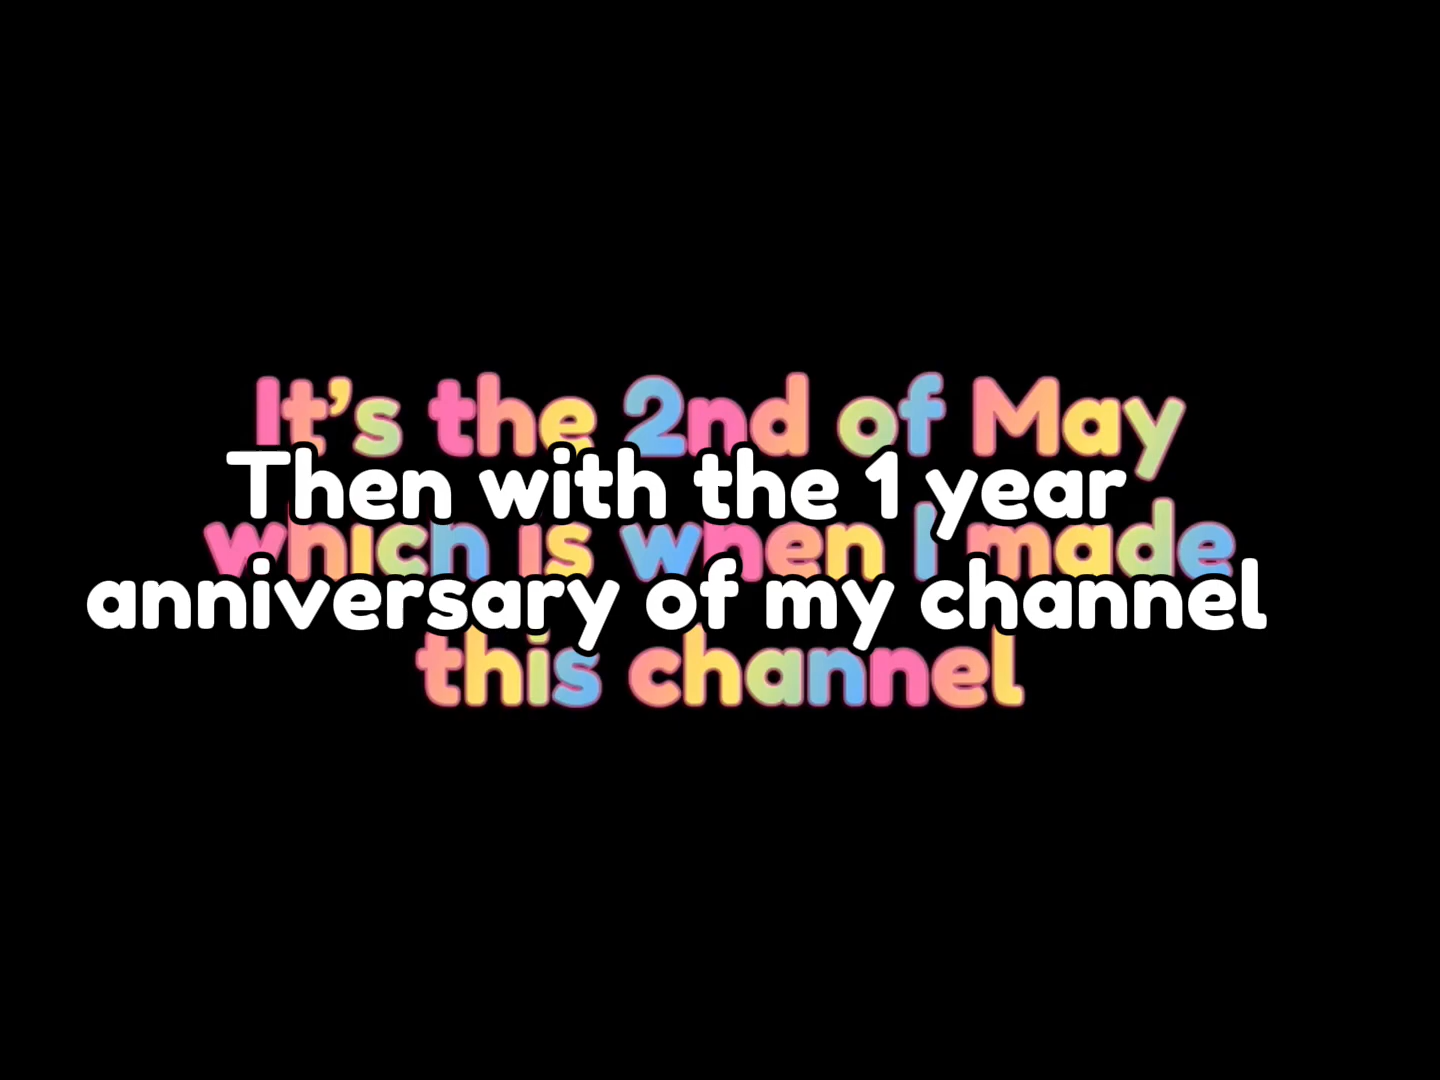 It's the 2nd of May
Then with the 1 year
which is when I made
anniversary of my channel
this channel